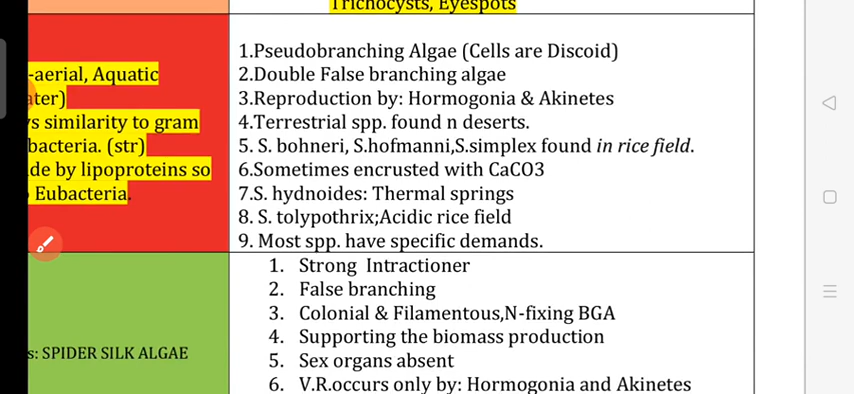 Trichocysts, Eyespots
-aerial, Aquatic
ater)
ys similarity to gram
bacteria. (str)
de by lipoproteins so
Eubacteria.
1.Pseudobranching Algae (Cells are Discoid)
2.Double False branching algae
3.Reproduction by: Hormogonia & Akinetes
4.Terrestrial spp. found n deserts.
5. S. bohneri, S.hofmanni,S.simplex found in rice field.
6.Sometimes encrusted with CaCO3
7.S. hydnoides: Thermal springs
8. S. tolypothrix;Acidic rice field
9. Most spp. have specific demands.
s: SPIDER SILK ALGAE
1. Strong Intractioner
2. False branching
3. Colonial & Filamentous,N-fixing BGA
4. Supporting the biomass production
5. Sex organs absent
6. V.R.occurs only by: Hormogonia and Akinetes